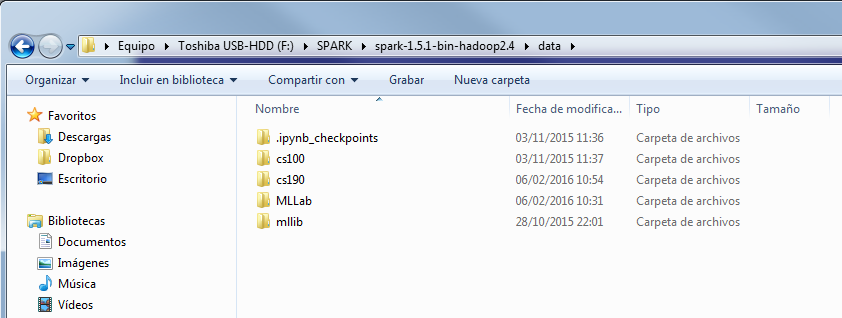 Equipo Toshiba USB-HDD (F:) SPARK spark-1.5.1-bin-hadoop2.4 data
Organizar Incluir en biblioteca Compartir con Grabar Nueva carpeta
Favoritos
Descargas
Dropbox
Escritorio
Bibliotecas
Documentos
Imágenes
Música
Vídeos
Nombre Fecha de modifica... Tipo Tamaño
.ipynb_checkpoints 03/11/2015 11:36 Carpeta de archivos
cs100 03/11/2015 11:37 Carpeta de archivos
cs190 06/02/2016 10:54 Carpeta de archivos
MLLab 06/02/2016 10:31 Carpeta de archivos
mllib 28/10/2015 22:01 Carpeta de archivos